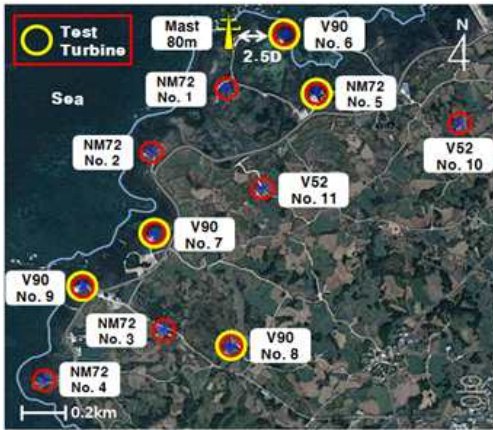 Test
Turbine
Mast
80m
2.5D
V90
No. 6
N
NM72
No. 1
NM72
No. 5
Sea
NM72
No. 2
V52
No. 10
V52
No. 11
V90
No. 7
V90
No. 9
NM72
No. 3
V90
No. 8
NM72
No. 4
0.2km